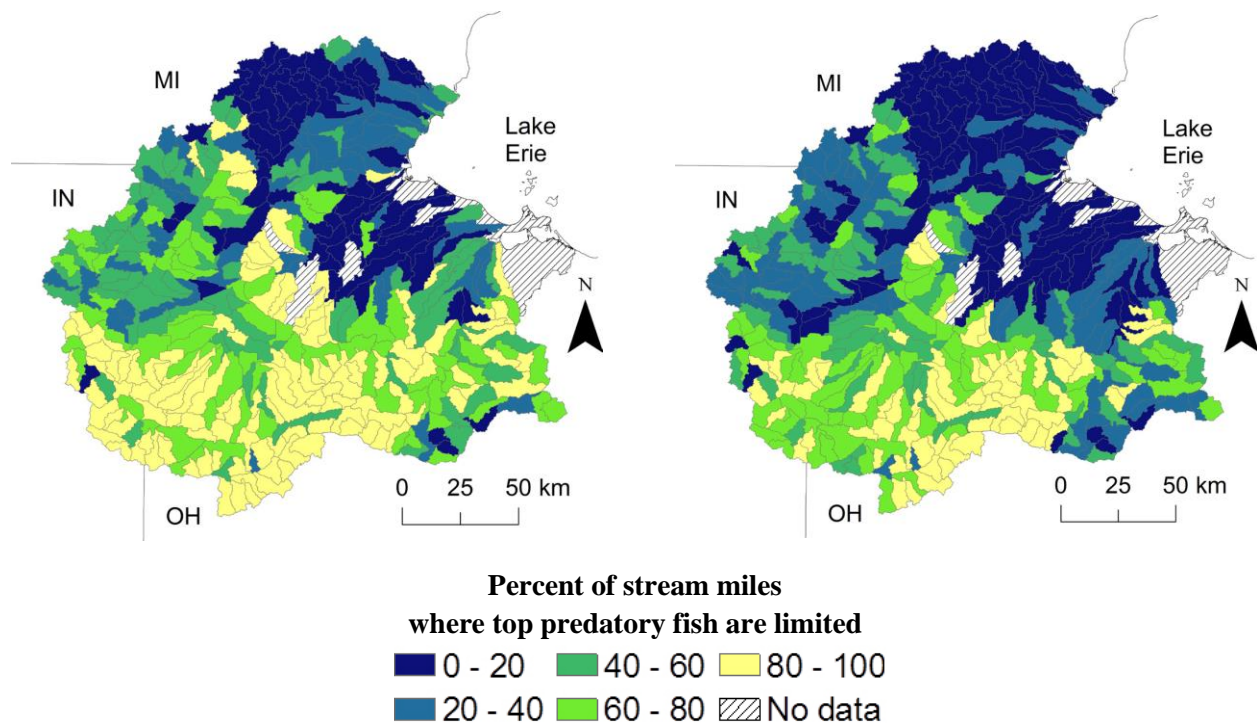 MI
Lake
Erie
IN
N
0 25 50 km
OH
MI
Lake
Erie
IN
N
0 25 50 km
OH
Percent of stream miles
where top predatory fish are limited
0 - 20 40 - 60 80 - 100
20 - 40 60 - 80 No data